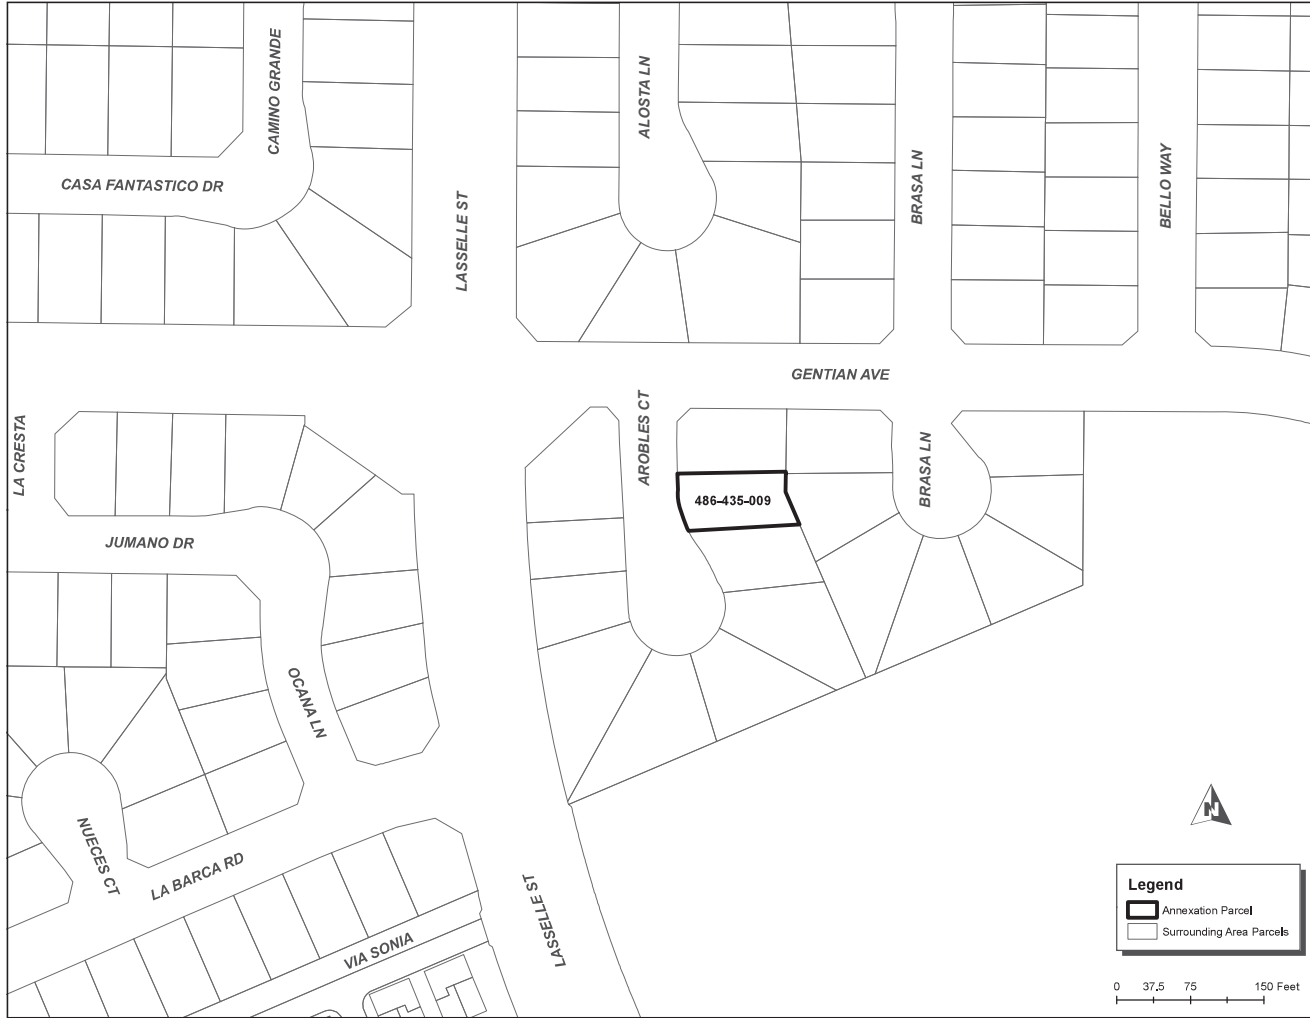 CAMINO GRANDE
ALOSTA LN
CASA FANTASTICO DR
LASSELLE ST
BRASA LN
BELLO WAY
GENTIAN AVE
LA CRESTA
AROBLES CT
BRASA LN
486-435-009
JUMANO DR
OCANA LN
NUECES CT
LA BARCA RD
LASSELLE ST
VIA SONIA
N
Legend
Annexation Parcel
Surrounding Area Parcels
0 37.5 75 150 Feet